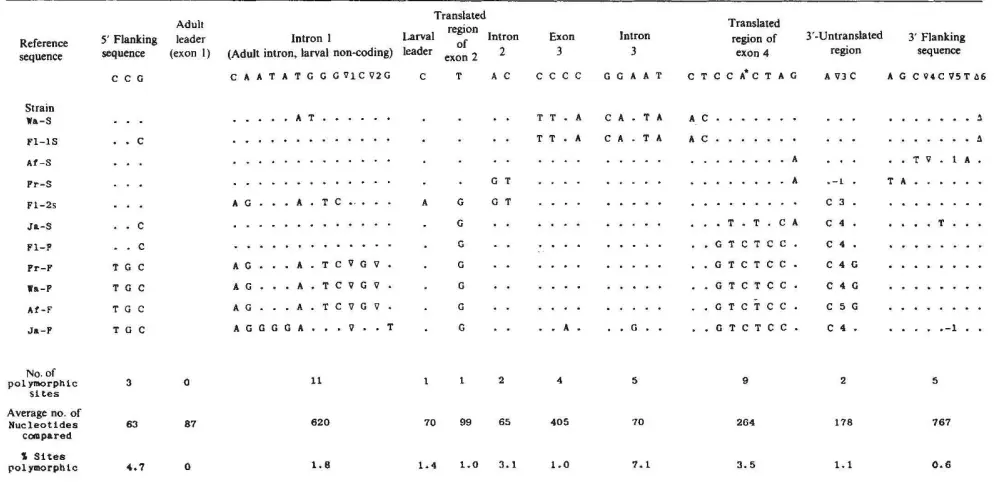 Reference sequence | 5' Flanking sequence | Adult leader (exon 1) | Intron 1 (Adult intron, larval non-coding) | Larval leader | Translated region of exon 2 | Intron 2 | Exon 3 | Intron 3 | Translated region of exon 4 | 3'-Untranslated region | 3' Flanking sequence
C C G | C A A T A T G G G ∇1 C ∇2 G | C | T | A C | C C C C | G G A A T | C T C C A* C T A G | A ∇3 C | A G C ∇4 C ∇5 T Δ6
Strain
Wa-S | . . . | . . . . . A T . . . . . . | . | . | . . | T T . A | C A . T A | A C . . . . . . . | . . . | . . . . . . . Δ
Fl-1S | . . C | . . . . . . . . . . . . . | . | . | . . | T T . A | C A . T A | A C . . . . . . . | . . . | . . . . . . . Δ
Af-S | . . . | . . . . . . . . . . . . . | . | . | . . | . . . . | . . . . . | . . . . . . . . A | . . . | . . T ∇ . 1 A .
Fr-S | . . . | . . . . . . . . . . . . . | . | . | G T | . . . . | . . . . . | . . . . . . . . A | . -1 . | T A . . . . . .
Fl-2s | . . . | A G . . . A . T C . . . . | A | G | G T | . . . . | . . . . . | . . . . . . . . . | C 3 . | . . . . . . . .
Ja-S | . . C | . . . . . . . . . . . . . | . | G | . . | . . . . | . . . . . | . . . T . T . C A | C 4 . | . . . . T . . .
Fl-F | . . C | . . . . . . . . . . . . . | . | G | . . | . . . . | . . . . . | . . G T C T C C . | C 4 . | . . . . . . . .
Fr-F | T G C | A G . . . A . T C ∇ G ∇ . | . | G | . . | . . . . | . . . . . | . . G T C T C C . | C 4 G | . . . . . . . .
Wa-F | T G C | A G . . . A . T C ∇ G ∇ . | . | G | . . | . . . . | . . . . . | . . G T C T C C . | C 4 G | . . . . . . . .
Af-F | T G C | A G . . . A . T C ∇ G ∇ . | . | G | . . | . . . . | . . . . . | . . G T C T C C . | C 5 G | . . . . . . . .
Ja-F | T G C | A G G G G A . . . ∇ . . T | . | G | . . | . . A . | . . G . . | . . G T C T C C . | C 4 . | . . . . . -1 . .
No. of polymorphic sites | 3 | 0 | 11 | 1 | 1 | 2 | 4 | 5 | 9 | 2 | 5
Average no. of Nucleotides compared | 63 | 87 | 620 | 70 | 99 | 65 | 405 | 70 | 264 | 178 | 767
% Sites polymorphic | 4.7 | 0 | 1.8 | 1.4 | 1.0 | 3.1 | 1.0 | 7.1 | 3.5 | 1.1 | 0.6